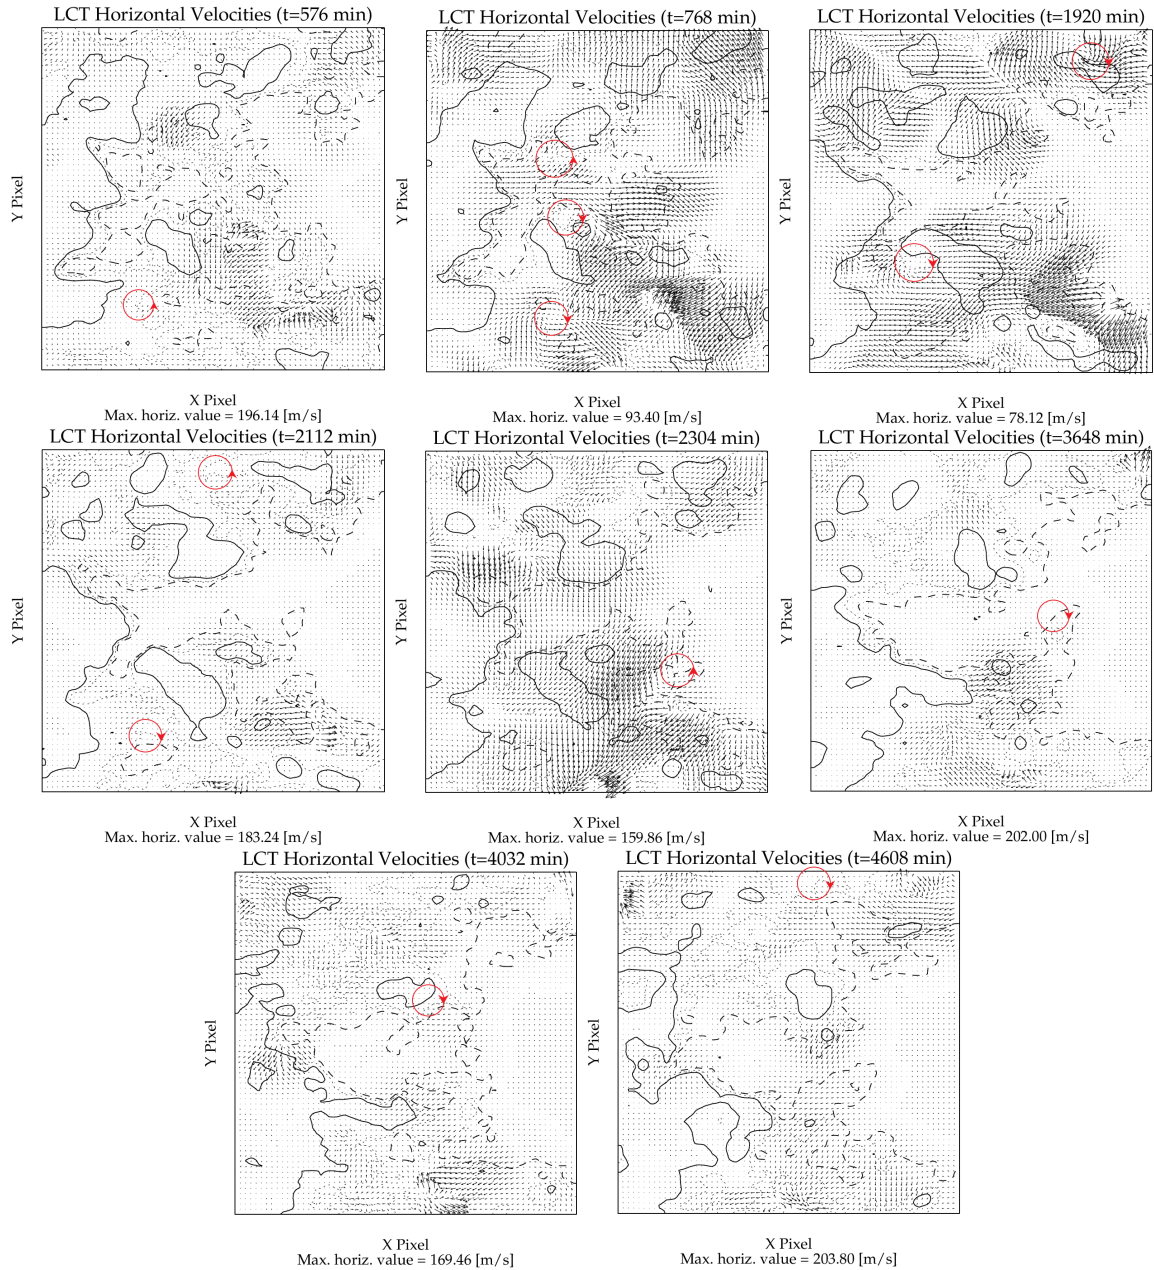 LCT Horizontal Velocities (t=576 min)
Y Pixel
X Pixel
Max. horiz. value = 196.14 [m/s]
LCT Horizontal Velocities (t=768 min)
Y Pixel
X Pixel
Max. horiz. value = 93.40 [m/s]
LCT Horizontal Velocities (t=1920 min)
Y Pixel
X Pixel
Max. horiz. value = 78.12 [m/s]
LCT Horizontal Velocities (t=2112 min)
Y Pixel
X Pixel
Max. horiz. value = 183.24 [m/s]
LCT Horizontal Velocities (t=2304 min)
Y Pixel
X Pixel
Max. horiz. value = 159.86 [m/s]
LCT Horizontal Velocities (t=3648 min)
Y Pixel
X Pixel
Max. horiz. value = 202.00 [m/s]
LCT Horizontal Velocities (t=4032 min)
Y Pixel
X Pixel
Max. horiz. value = 169.46 [m/s]
LCT Horizontal Velocities (t=4608 min)
Y Pixel
X Pixel
Max. horiz. value = 203.80 [m/s]